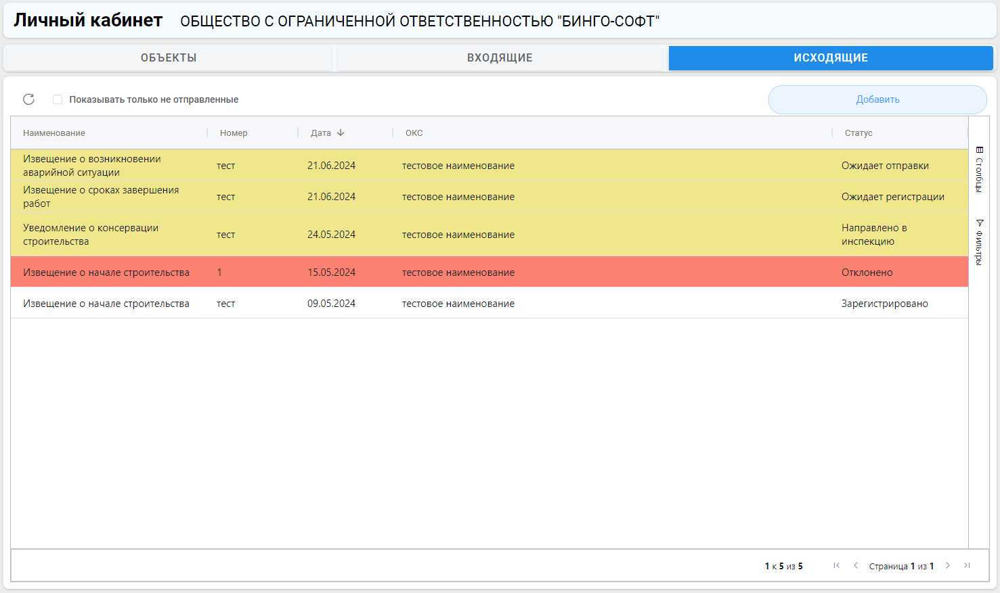 Личный кабинет ОБЩЕСТВО С ОГРАНИЧЕННОЙ ОТВЕТСТВЕННОСТЬЮ "БИНГО-СОФТ"
ОБЪЕКТЫ ВХОДЯЩИЕ ИСХОДЯЩИЕ
Показывать только не отправленные Добавить
Наименование Номер Дата ОКС Статус
Извещение о возникновении
аварийной ситуации тест 21.06.2024 тестовое наименование Ожидает отправки
Извещение о сроках завершения
работ тест 21.06.2024 тестовое наименование Ожидает регистрации
Уведомление о консервации
строительства тест 24.05.2024 тестовое наименование Направлено в
инспекцию
Извещение о начале строительства 1 15.05.2024 тестовое наименование Отклонено
Извещение о начале строительства тест 09.05.2024 тестовое наименование Зарегистрировано
Столбцы
Фильтры
1 к 5 из 5 Страница 1 из 1